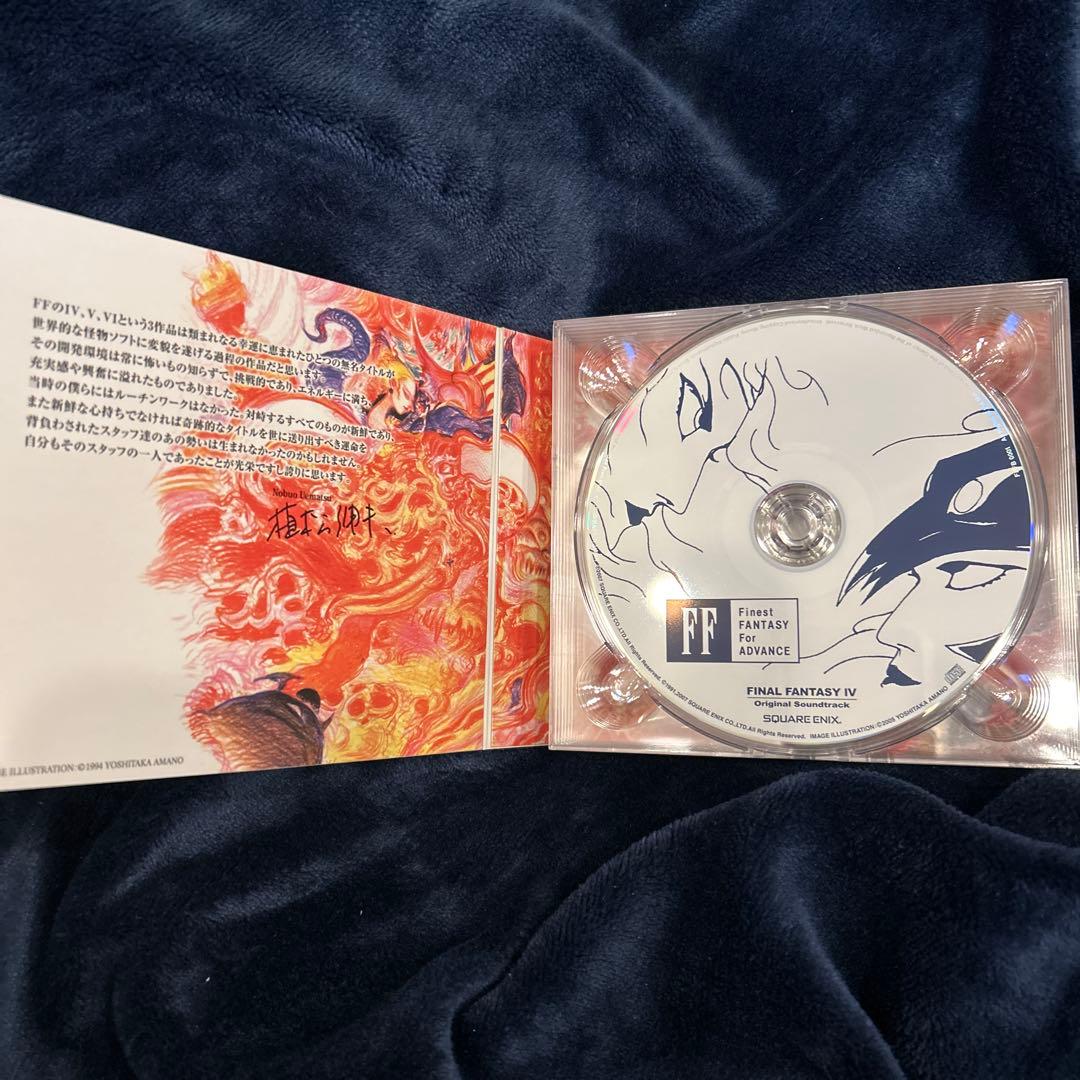 FFのIV、V、VIという3作品は類まれなる幸運に恵まれたひとつの無名タイトルが
世界的な怪物ソフトに変貌を遂げる過程の作品だと思います。
その開発環境は常に怖いもの知らずで、挑戦的であり、エネルギーに満ち、
充実感や興奮に溢れたものでありました。
当時の僕らにはルーチンワークはなかった。対峙するすべてのものが新鮮であり、
また新鮮な心持ちでなければ奇跡的なタイトルを世に送り出すべき運命を
背負わされたスタッフ達のあの勢いは生まれなかったのかもしれません。
自分もそのスタッフの一人であったことが光栄ですし誇りに思います。
Nobuo Uematsu
植松伸夫
ILLUSTRATION:©1994 YOSHITAKA AMANO
FF
Finest
FANTASY
For
ADVANCE
FINAL FANTASY IV
Original Soundtrack
SQUARE ENIX.
©1991,2007 SQUARE ENIX CO.,LTD.All Rights Reserved. IMAGE ILLUSTRATION:©2005 YOSHITAKA AMANO